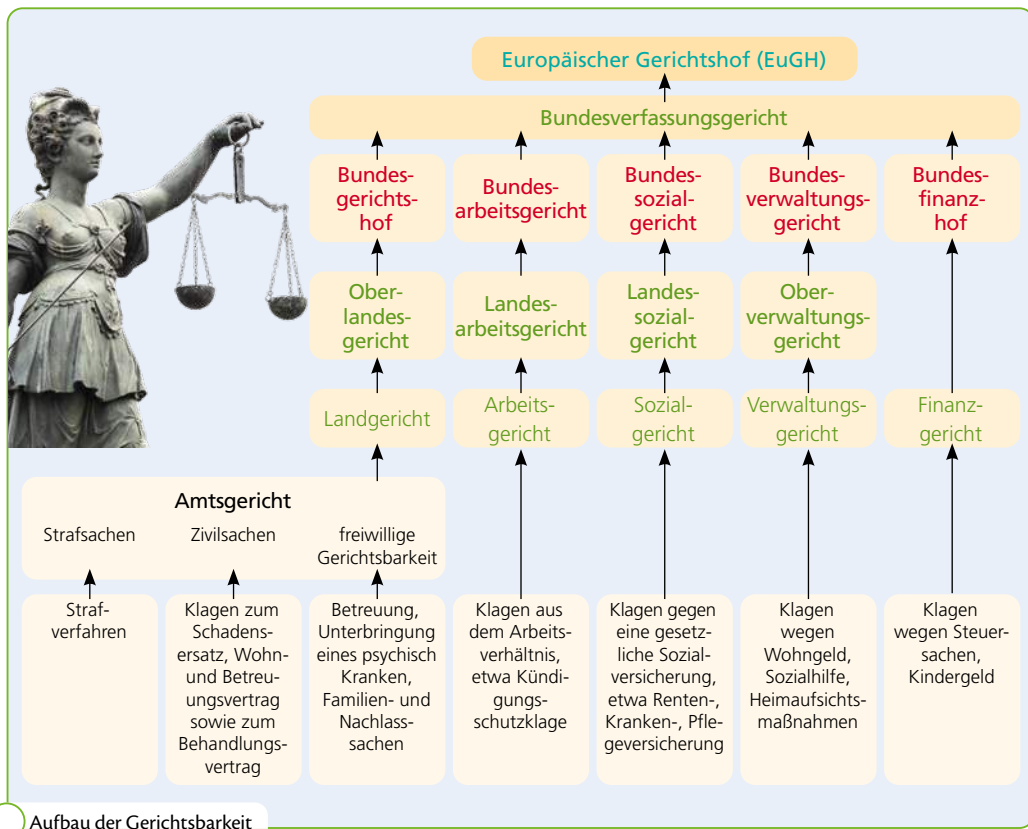 Europäischer Gerichtshof (EuGH)
Bundesverfassungsgericht
Bundes-
gerichts-
hof
Bundes-
arbeitsgericht
Bundes-
sozial-
gericht
Bundes-
verwaltungs-
gericht
Bundes-
finanz-
hof
Ober-
landes-
gericht
Landes-
arbeitsgericht
Landes-
sozial-
gericht
Ober-
verwaltungs-
gericht
Landgericht
Arbeits-
gericht
Sozial-
gericht
Verwaltungs-
gericht
Finanz-
gericht
Amtsgericht
Strafsachen
Zivilsachen
freiwillige
Gerichtsbarkeit
Straf-
verfahren
Klagen zum
Schadens-
ersatz, Wohn-
und Betreu-
ungsvertrag
sowie zum
Behandlungs-
vertrag
Betreuung,
Unterbringung
eines psychisch
Kranken,
Familien- und
Nachlass-
sachen
Klagen aus
dem Arbeits-
verhältnis,
etwa Kündi-
gungs-
schutzklage
Klagen gegen
eine gesetz-
liche Sozial-
versicherung,
etwa Renten-,
Kranken-, Pfle-
geversicherung
Klagen
wegen
Wohngeld,
Sozialhilfe,
Heimaufsichts-
maßnahmen
Klagen
wegen Steuer-
sachen,
Kindergeld
Aufbau der Gerichtsbarkeit